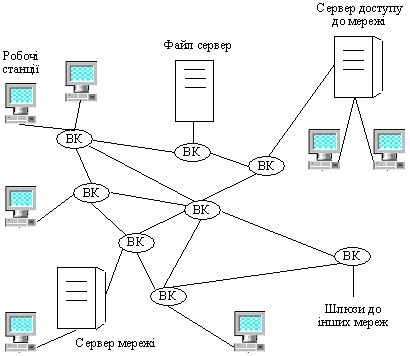 Сервер доступу
до мережі
Робочі
станції
Файл сервер
ВК
ВК
ВК
ВК
ВК
ВК
ВК
ВК
Шлюзи до
інших мереж
Сервер мережі